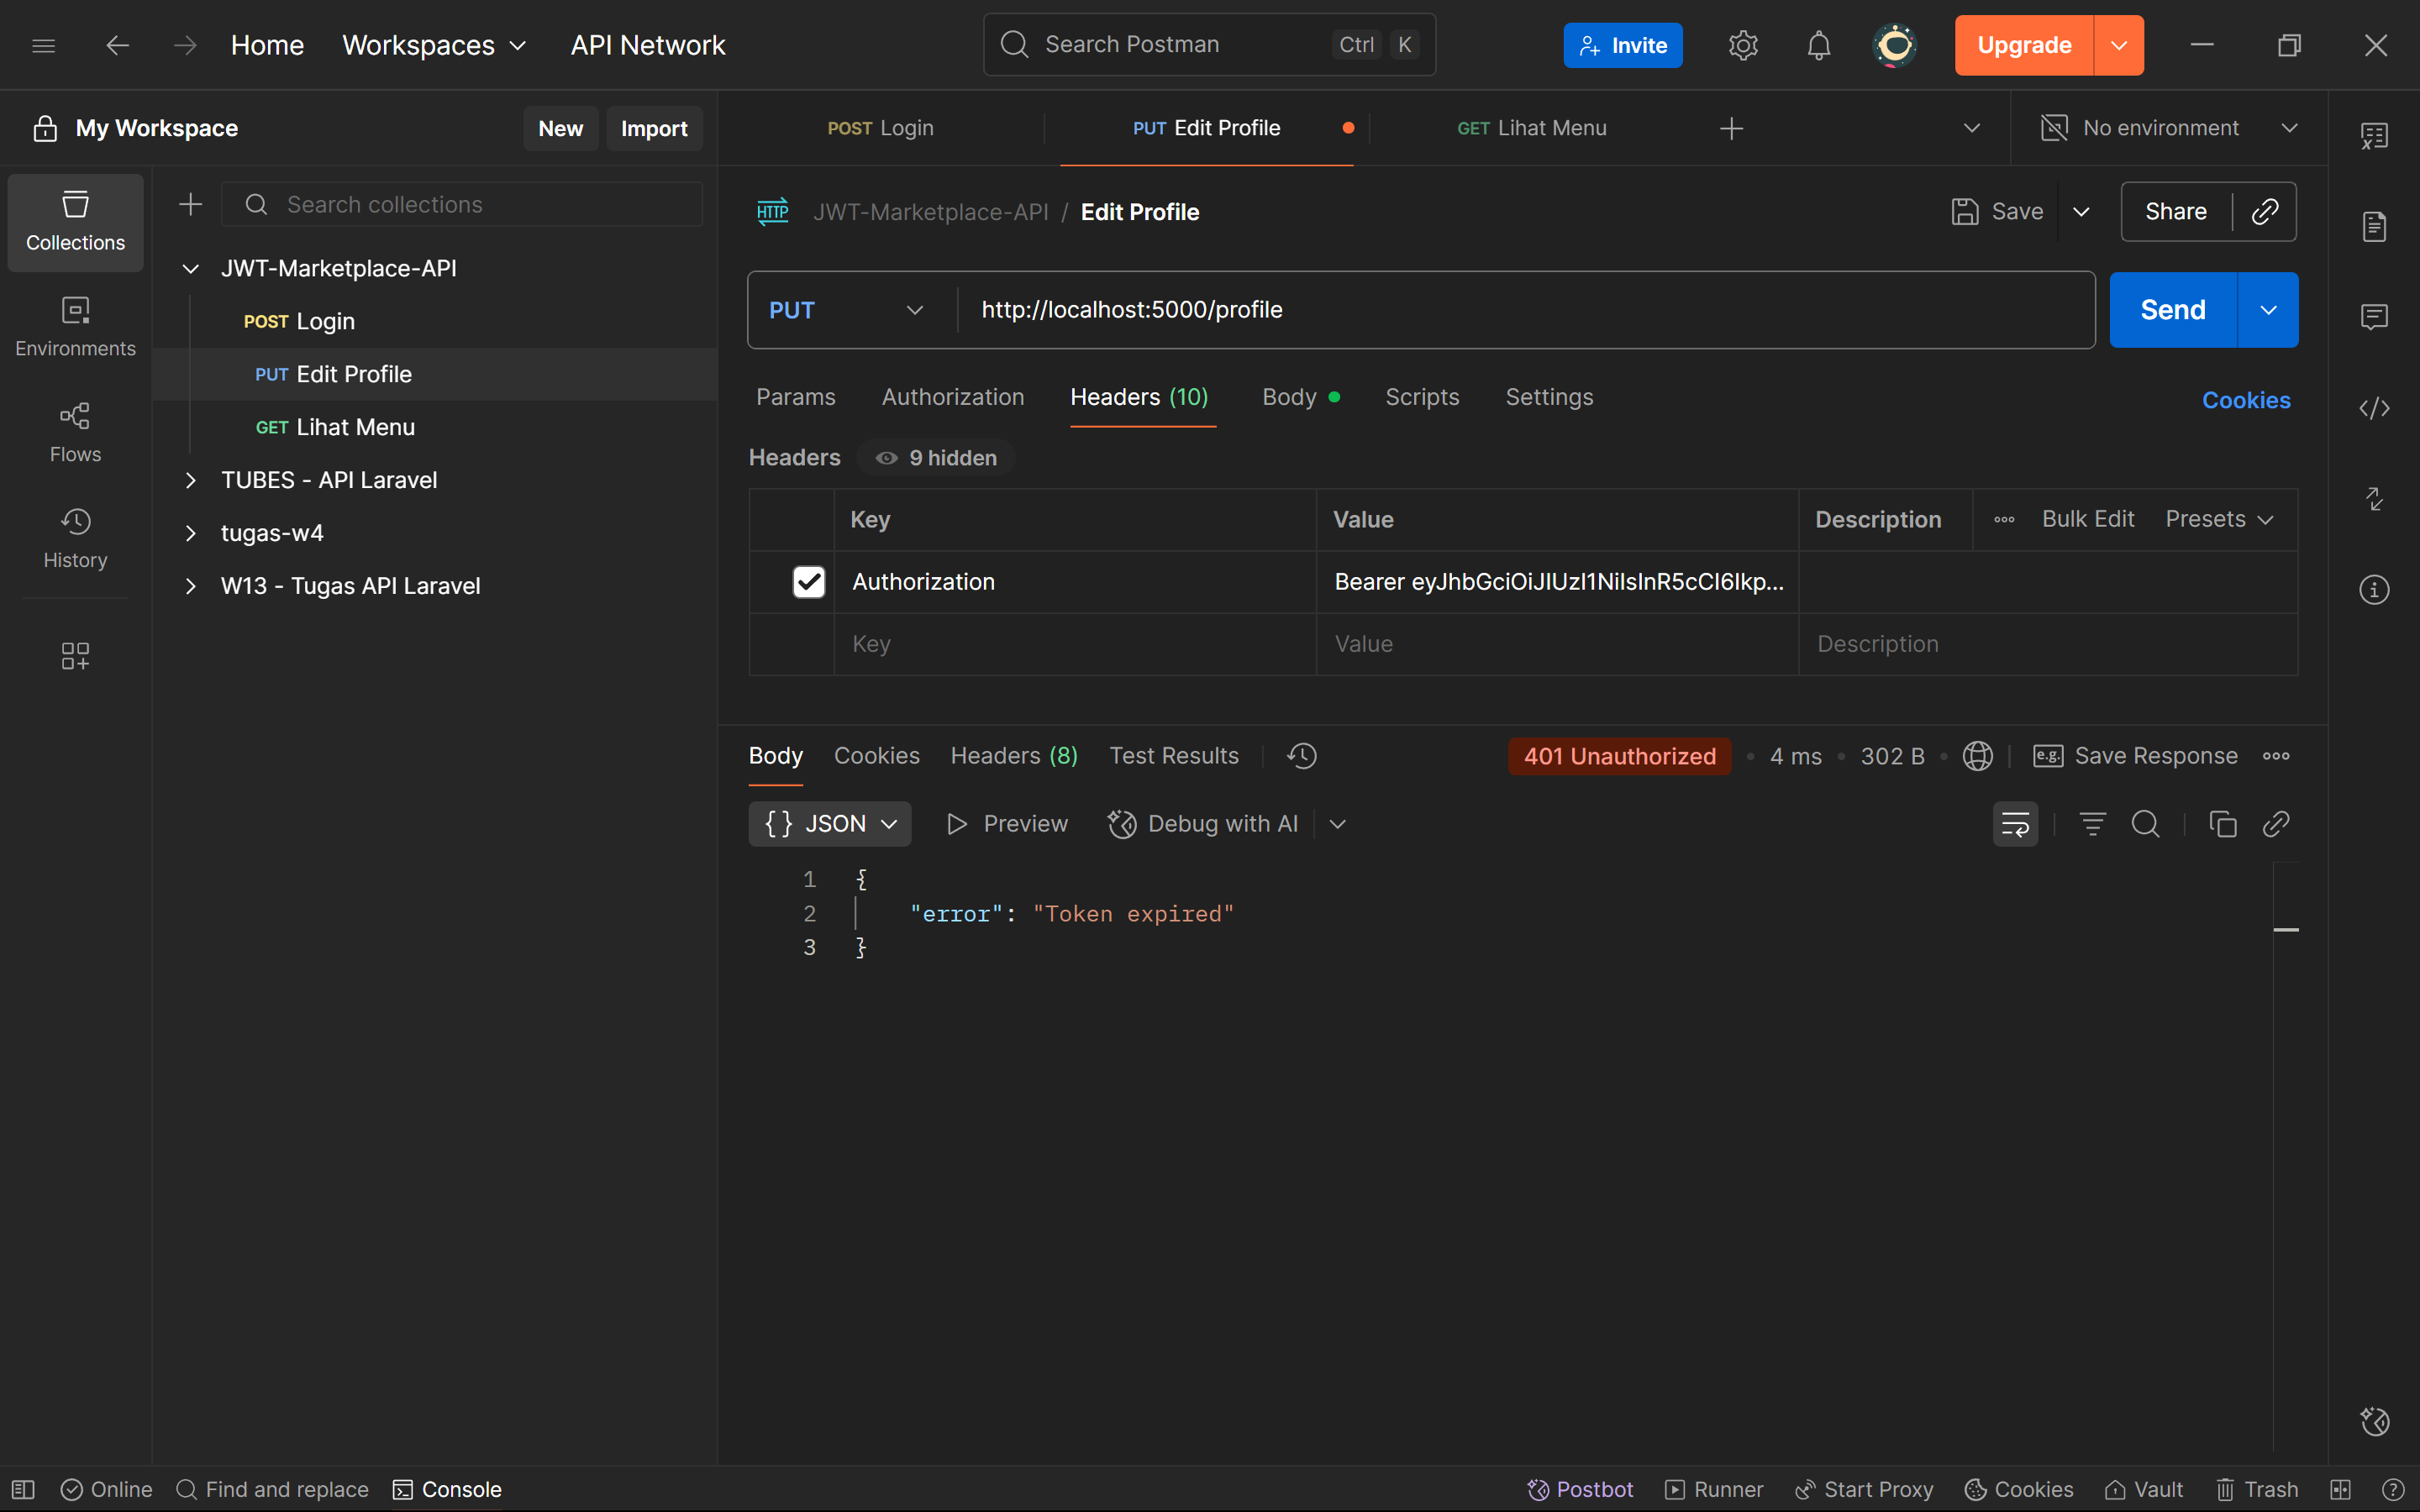 Home Workspaces API Network Search Postman Ctrl K Invite Upgrade
My Workspace New Import
POST Login PUT Edit Profile GET Lihat Menu No environment
Collections
Environments
Flows
History
Search collections
JWT-Marketplace-API
POST Login
PUT Edit Profile
GET Lihat Menu
TUBES - API Laravel
tugas-w4
W13 - Tugas API Laravel
HTTP JWT-Marketplace-API / Edit Profile Save Share
PUT http://localhost:5000/profile Send
Params Authorization Headers (10) Body Scripts Settings Cookies
Headers 9 hidden
Key Value Description Bulk Edit Presets
Authorization Bearer eyJhbGciOiJIUzI1NiIsInR5cCI6Ikp...
Key Value Description
Body Cookies Headers (8) Test Results 401 Unauthorized • 4 ms • 302 B • e.g. Save Response
{} JSON Preview Debug with AI
1 {
2 "error": "Token expired"
3 }
Online Find and replace Console Postbot Runner Start Proxy Cookies Vault Trash